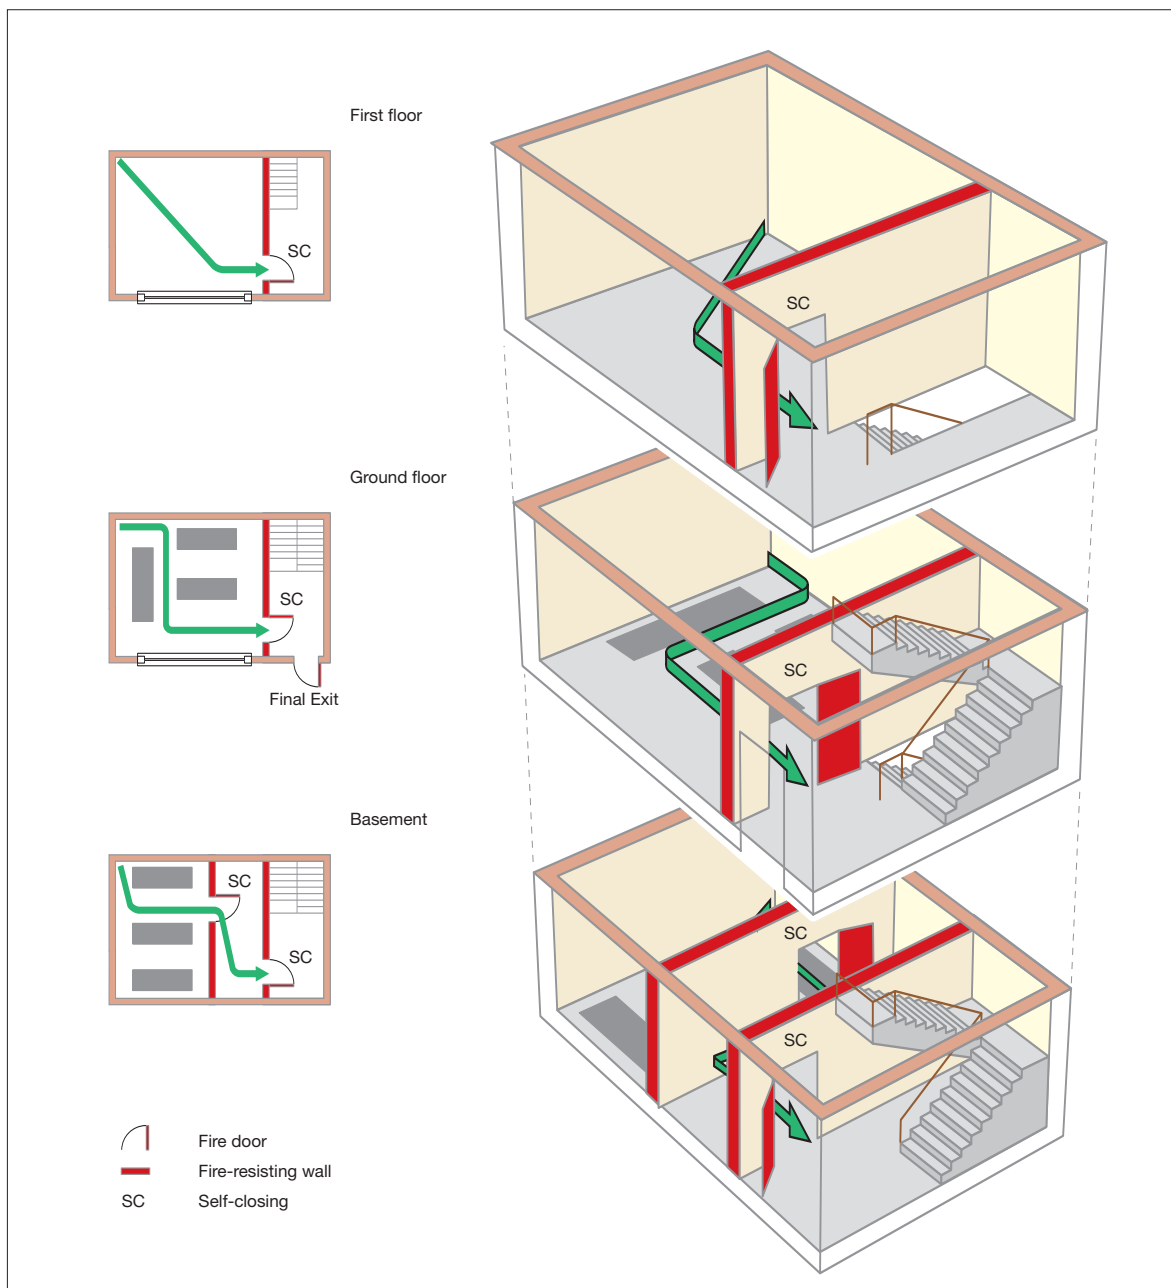 First floor
SC
SC
Ground floor
SC
SC
Final Exit
Basement
SC
SC
SC
SC
Fire door
Fire-resisting wall
SC Self-closing